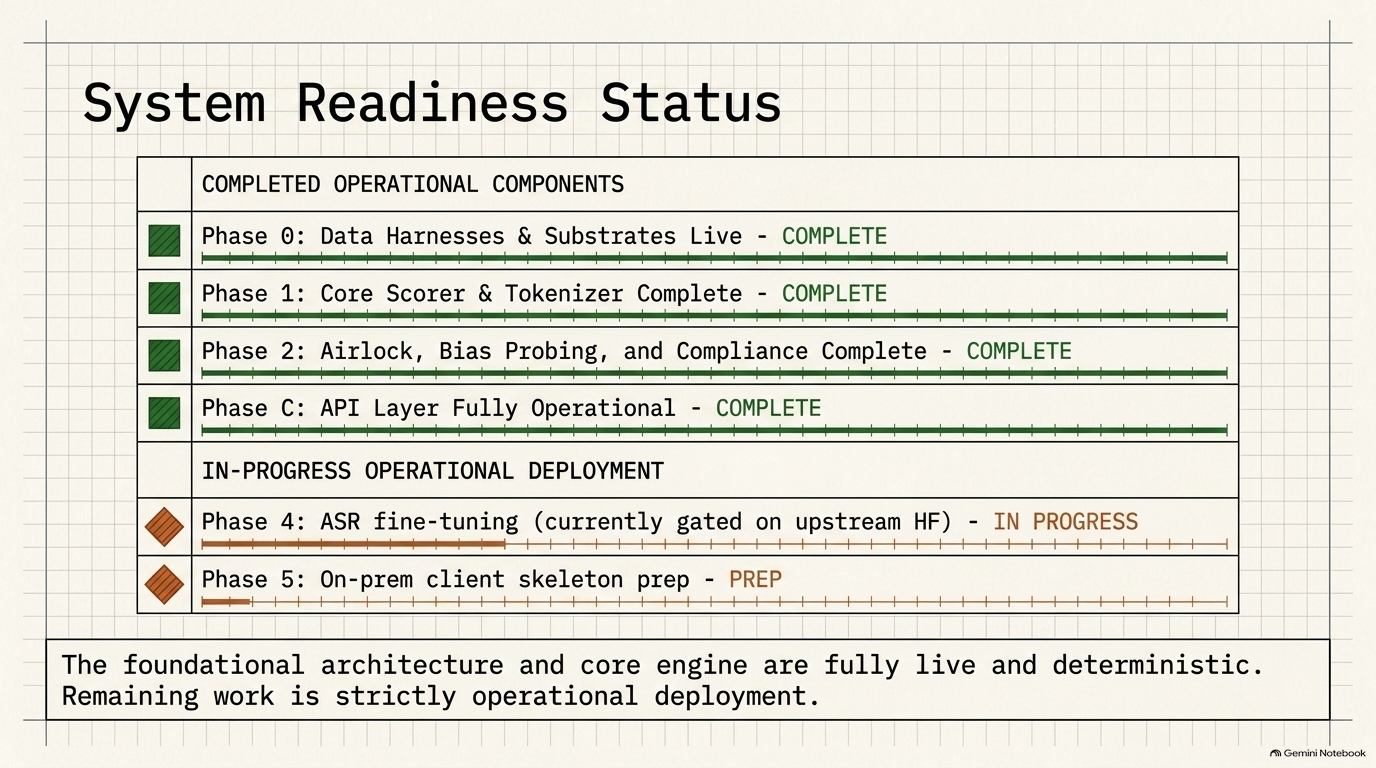 System Readiness Status
COMPLETED OPERATIONAL COMPONENTS
Phase 0: Data Harnesses & Substrates Live - COMPLETE
Phase 1: Core Scorer & Tokenizer Complete - COMPLETE
Phase 2: Airlock, Bias Probing, and Compliance Complete - COMPLETE
Phase C: API Layer Fully Operational - COMPLETE
IN-PROGRESS OPERATIONAL DEPLOYMENT
Phase 4: ASR fine-tuning (currently gated on upstream HF) - IN PROGRESS
Phase 5: On-prem client skeleton prep - PREP
The foundational architecture and core engine are fully live and deterministic.
Remaining work is strictly operational deployment.
Gemini Notebook